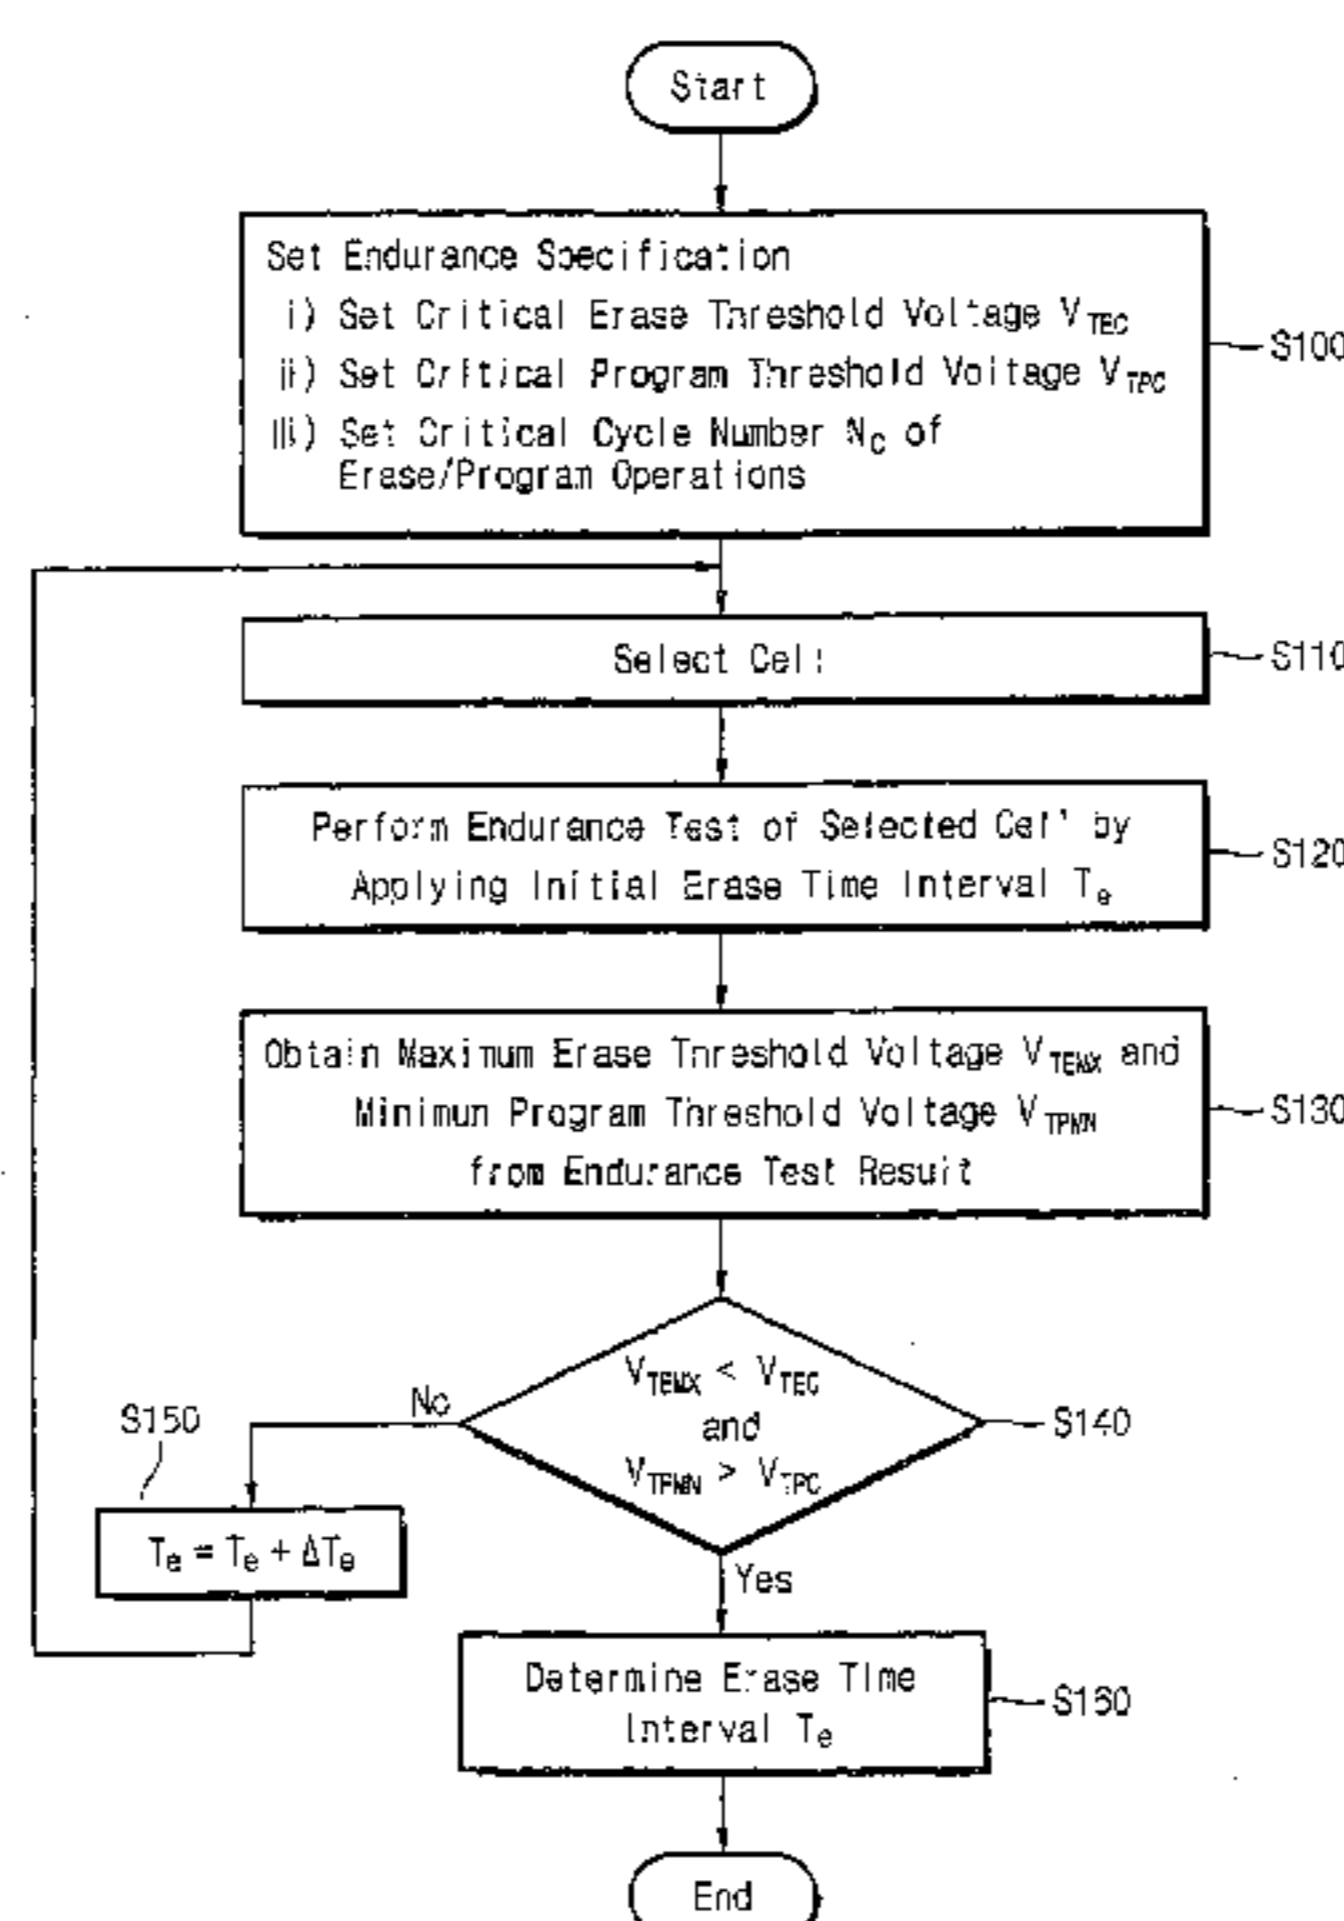 Start
Set Endurance Specification
i) Set Critical Erase Threshold Voltage V_TEC
ii) Set Critical Program Threshold Voltage V_TPC
iii) Set Critical Cycle Number N_C of
Erase/Program Operations
S100
Select Cell
S110
Perform Endurance Test of Selected Cell by
Applying Initial Erase Time Interval T_e
S120
Obtain Maximum Erase Threshold Voltage V_TEMX and
Minimun Program Threshold Voltage V_TPMN
from Endurance Test Result
S130
V_TEMX < V_TEC
and
V_TPMN > V_TPC
S140
No
S150
T_e = T_e + ΔT_e
Yes
Determine Erase Time
Interval T_e
S160
End